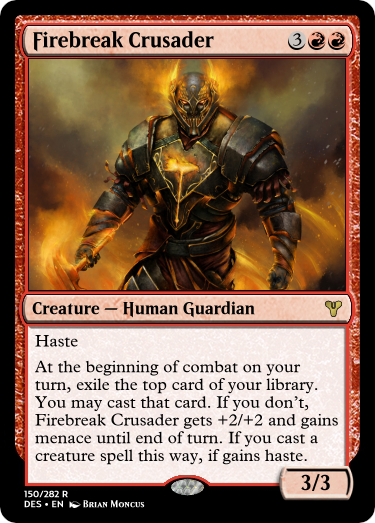 Firebreak Crusader 3
Creature — Human Guardian
Haste
At the beginning of combat on your
turn, exile the top card of your library.
You may cast that card. If you don't,
Firebreak Crusader gets +2/+2 and gains
menace until end of turn. If you cast a
creature spell this way, if gains haste.
3/3
150/282 R
DES • EN Brian Moncus